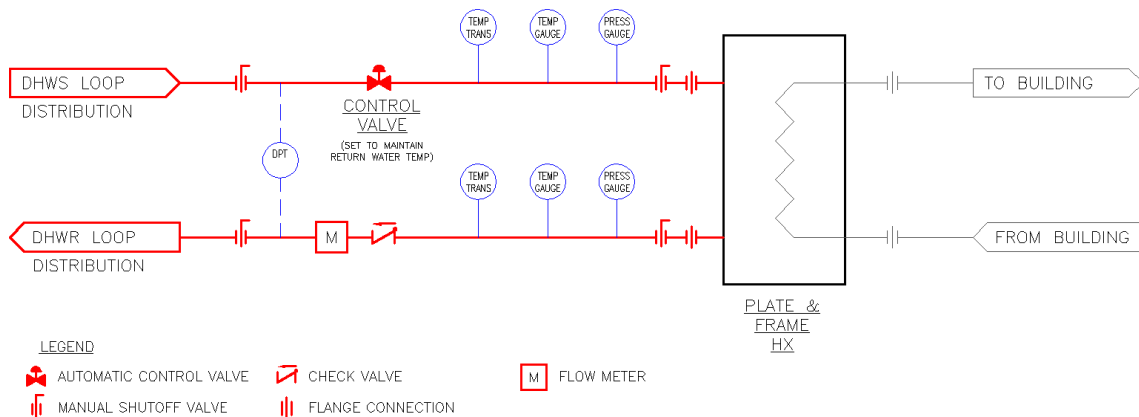 TEMP TRANS
TEMP GAUGE
PRESS GAUGE
DHWS LOOP
DISTRIBUTION
TO BUILDING
CONTROL
VALVE
(SET TO MAINTAIN
RETURN WATER TEMP)
DPT
TEMP TRANS
TEMP GAUGE
PRESS GAUGE
DHWR LOOP
DISTRIBUTION
M
FROM BUILDING
PLATE &
FRAME
HX
LEGEND
AUTOMATIC CONTROL VALVE
CHECK VALVE
M
FLOW METER
MANUAL SHUTOFF VALVE
FLANGE CONNECTION